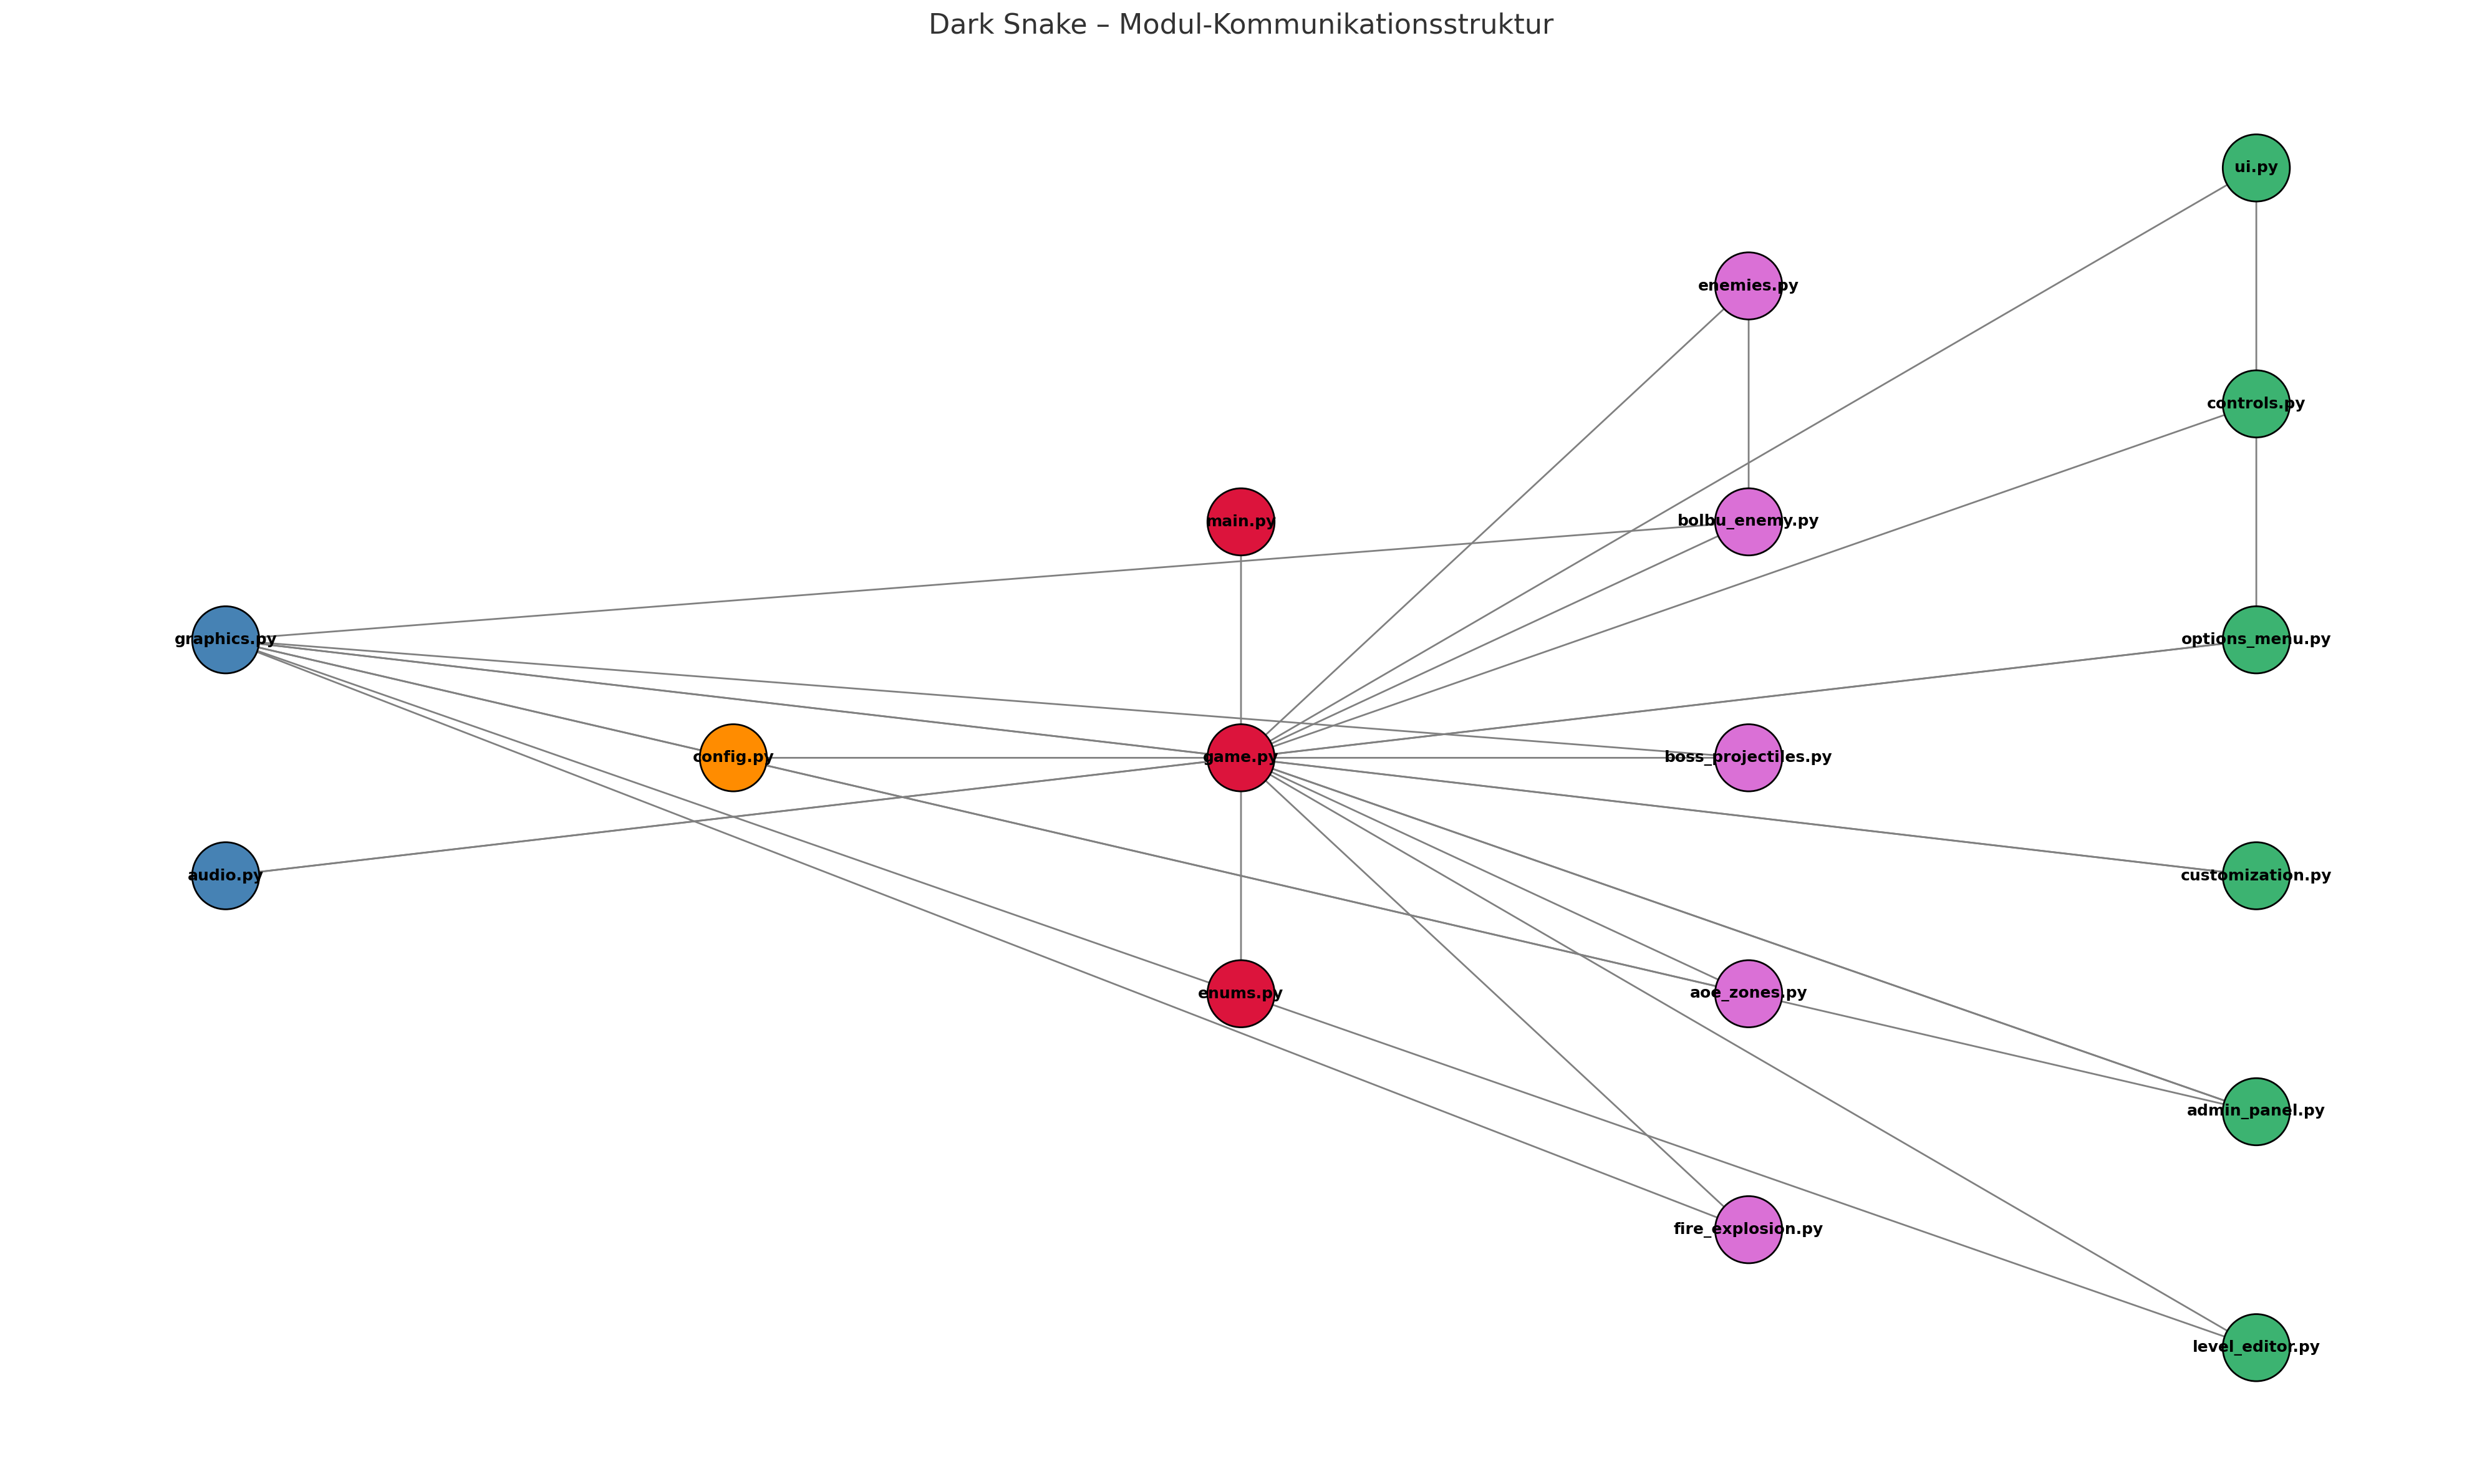 Dark Snake – Modul-Kommunikationsstruktur
ui.py
enemies.py
controls.py
main.py
bolbu_enemy.py
graphics.py
options_menu.py
config.py
game.py
boss_projectiles.py
audio.py
customization.py
enums.py
aoe_zones.py
admin_panel.py
fire_explosion.py
level_editor.py